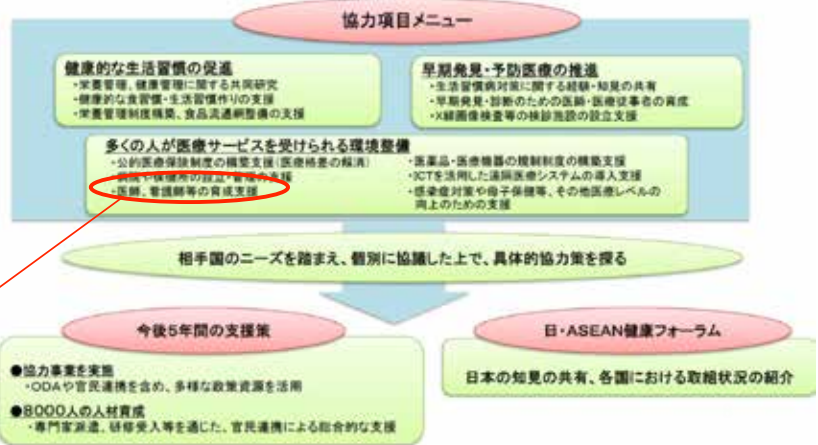 協力項目メニュー
健康的な生活習慣の促進
・栄養管理、健康管理に関する共同研究
・健康的な食習慣・生活習慣作りの支援
・栄養管理制度構築、食品流通網整備の支援
早期発見・予防医療の推進
・生活習慣病対策に関する経験・知見の共有
・早期発見・診断のための医師・医療従事者の育成
・X線画像検査等の検診施設の設立支援
多くの人が医療サービスを受けられる環境整備
・公的医療保険制度の構築支援(医療格差の解消)
・病院や保健所の設立・管理の支援
・医師、看護師等の育成支援
・医薬品・医療機器の規制制度の構築支援
・ICTを活用した遠隔医療システムの導入支援
・感染症対策や母子保健等、その他医療レベルの
向上のための支援
相手国のニーズを踏まえ、個別に協議した上で、具体的協力策を探る
今後5年間の支援策
●協力事業を実施
・ODAや官民連携を含め、多様な政策資源を活用
●8000人の人材育成
・専門家派遣、研修受入等を通じた、官民連携による総合的な支援
日・ASEAN健康フォーラム
日本の知見の共有、各国における取組状況の紹介